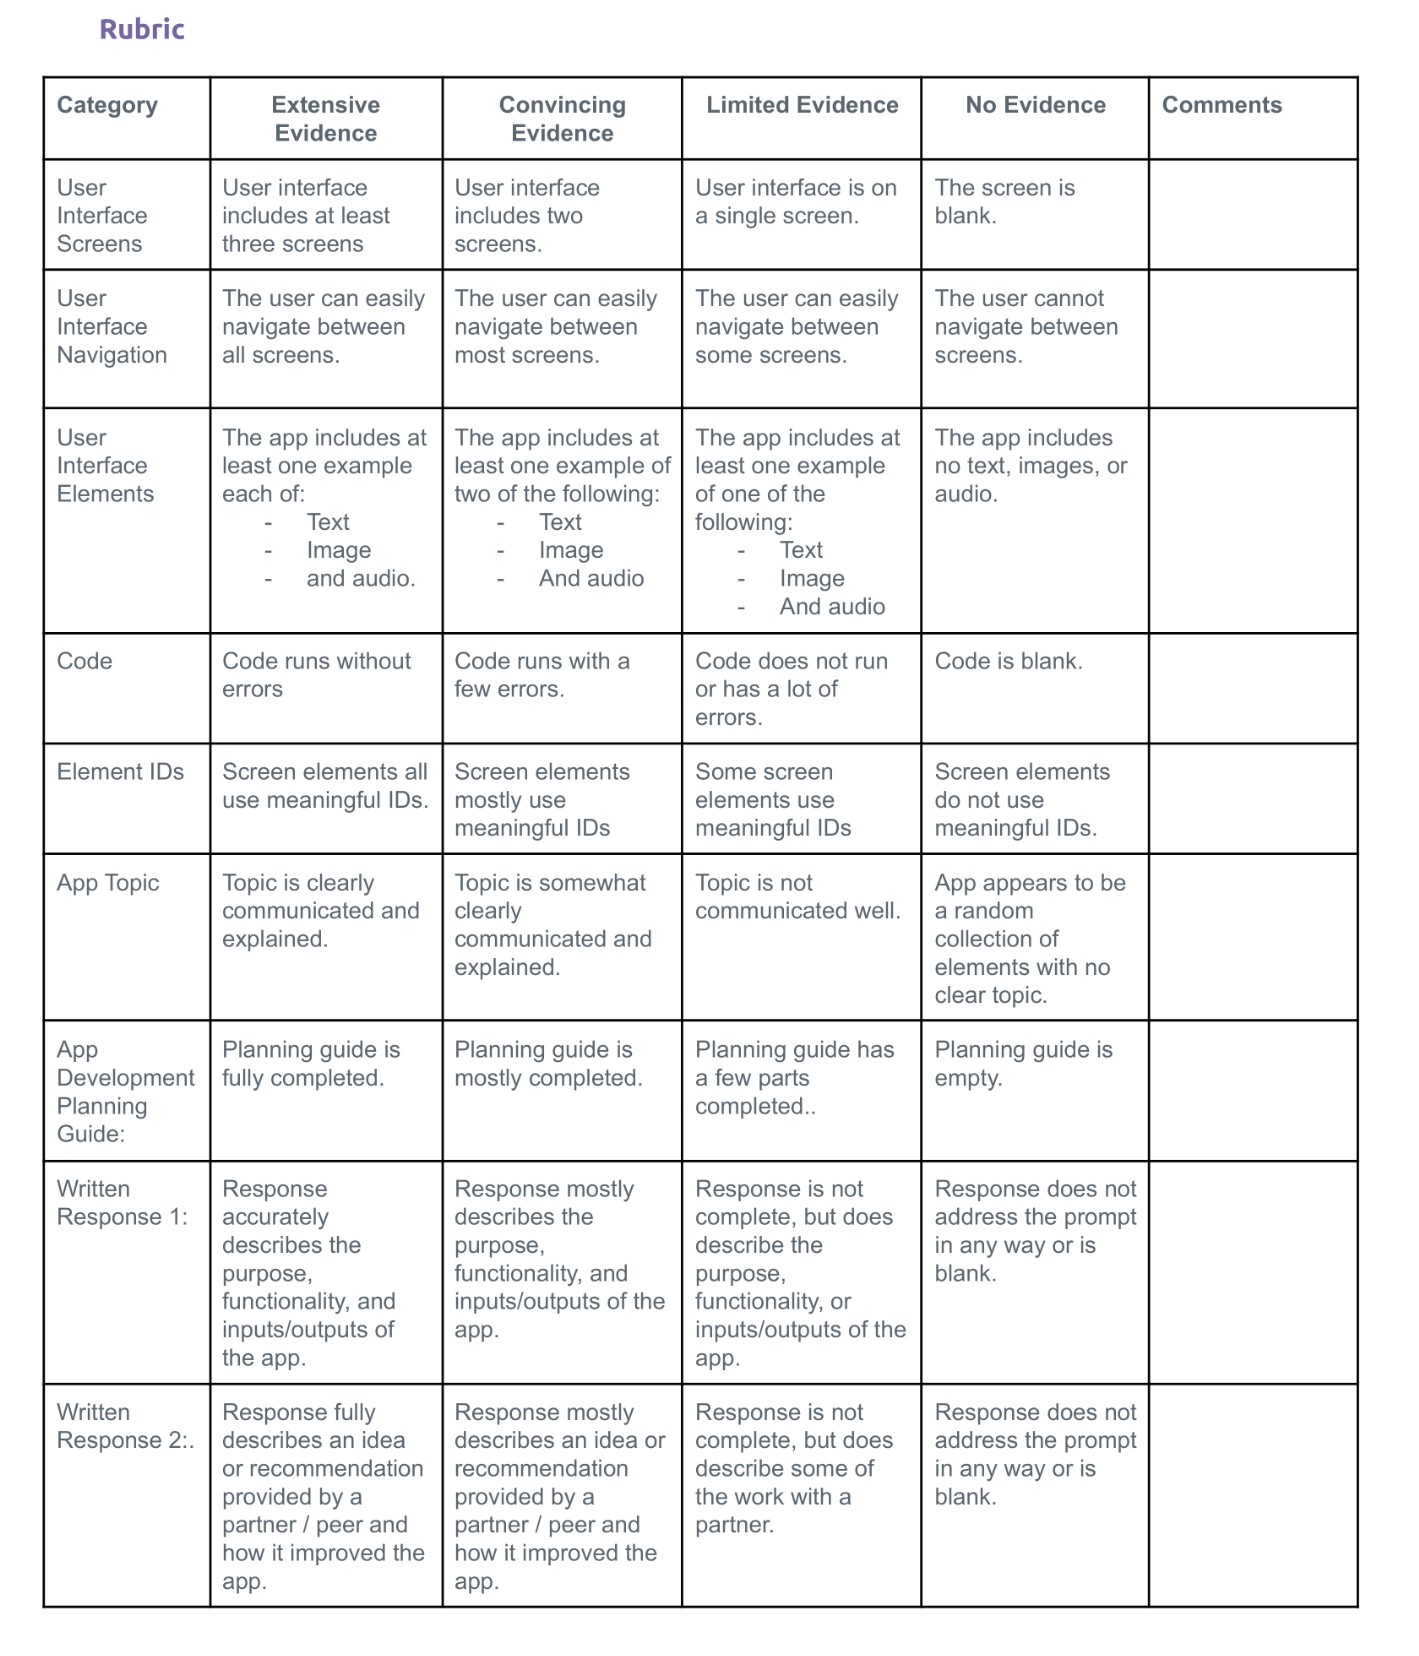 Rubric
Category
Extensive
Evidence
Convincing
Evidence
Limited Evidence
No Evidence
Comments
User
Interface
Screens
User interface
includes at least
three screens
User interface
includes two
screens.
User interface is on
a single screen.
The screen is
blank.
User
Interface
Navigation
The user can easily
navigate between
all screens.
The user can easily
navigate between
most screens.
The user can easily
navigate between
some screens.
The user cannot
navigate between
screens.
User
Interface
Elements
The app includes at
least one example
each of:
- Text
- Image
- and audio.
The app includes at
least one example of
two of the following:
- Text
- Image
- And audio
The app includes at
least one example
of one of the
following:
- Text
- Image
- And audio
The app includes
no text, images, or
audio.
Code
Code runs without
errors
Code runs with a
few errors.
Code does not run
or has a lot of
errors.
Code is blank.
Element IDs
Screen elements all
use meaningful IDs.
Screen elements
mostly use
meaningful IDs
Some screen
elements use
meaningful IDs
Screen elements
do not use
meaningful IDs.
App Topic
Topic is clearly
communicated and
explained.
Topic is somewhat
clearly
communicated and
explained.
Topic is not
communicated well.
App appears to be
a random
collection of
elements with no
clear topic.
App
Development
Planning
Guide:
Planning guide is
fully completed.
Planning guide is
mostly completed.
Planning guide has
a few parts
completed..
Planning guide is
empty.
Written
Response 1:
Response
accurately
describes the
purpose,
functionality, and
inputs/outputs of
the app.
Response mostly
describes the
purpose,
functionality, and
inputs/outputs of the
app.
Response is not
complete, but does
describe the
purpose,
functionality, or
inputs/outputs of the
app.
Response does not
address the prompt
in any way or is
blank.
Written
Response 2:.
Response fully
describes an idea
or recommendation
provided by a
partner / peer and
how it improved the
app.
Response mostly
describes an idea or
recommendation
provided by a
partner / peer and
how it improved the
app.
Response is not
complete, but does
describe some of
the work with a
partner.
Response does not
address the prompt
in any way or is
blank.